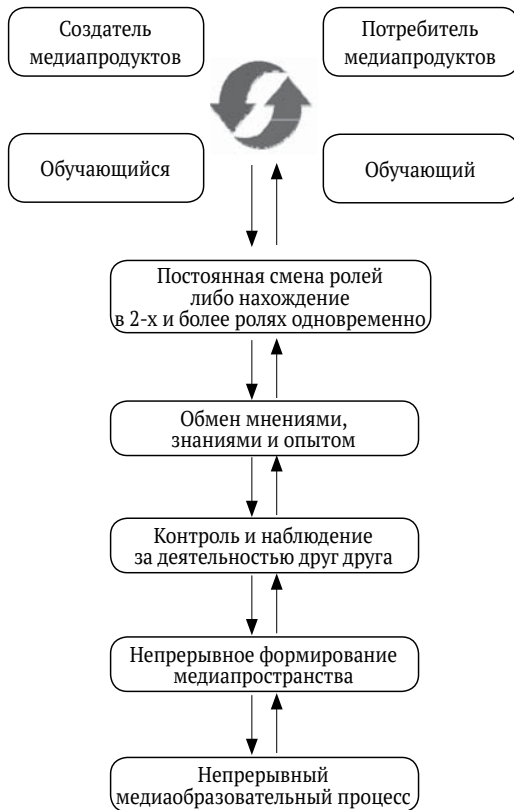 Создатель
медиапродуктов
Потребитель
медиапродуктов
Обучающийся
Обучающий
Постоянная смена ролей
либо нахождение
в 2-х и более ролях одновременно
Обмен мнениями,
знаниями и опытом
Контроль и наблюдение
за деятельностью друг друга
Непрерывное формирование
медиапространства
Непрерывный
медиаобразовательный процесс